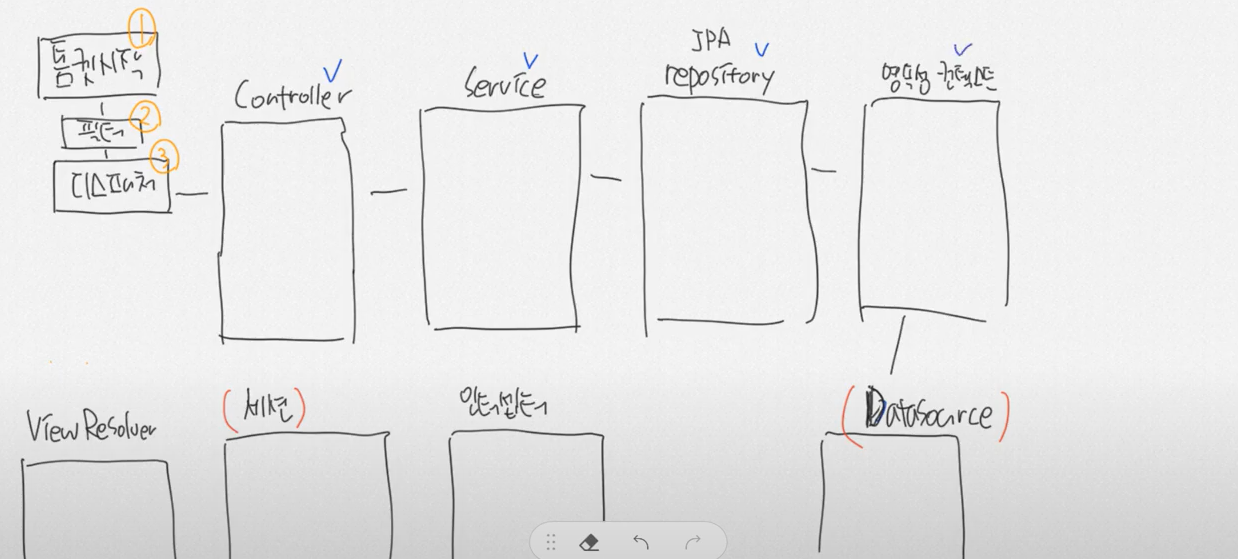 ①
톰캣시작
②
필터
③
디스패처
Controller
Service
JPA
repository
영속성 컨텍스트
ViewResolver
(세션)
인터셉터
(Datasource)